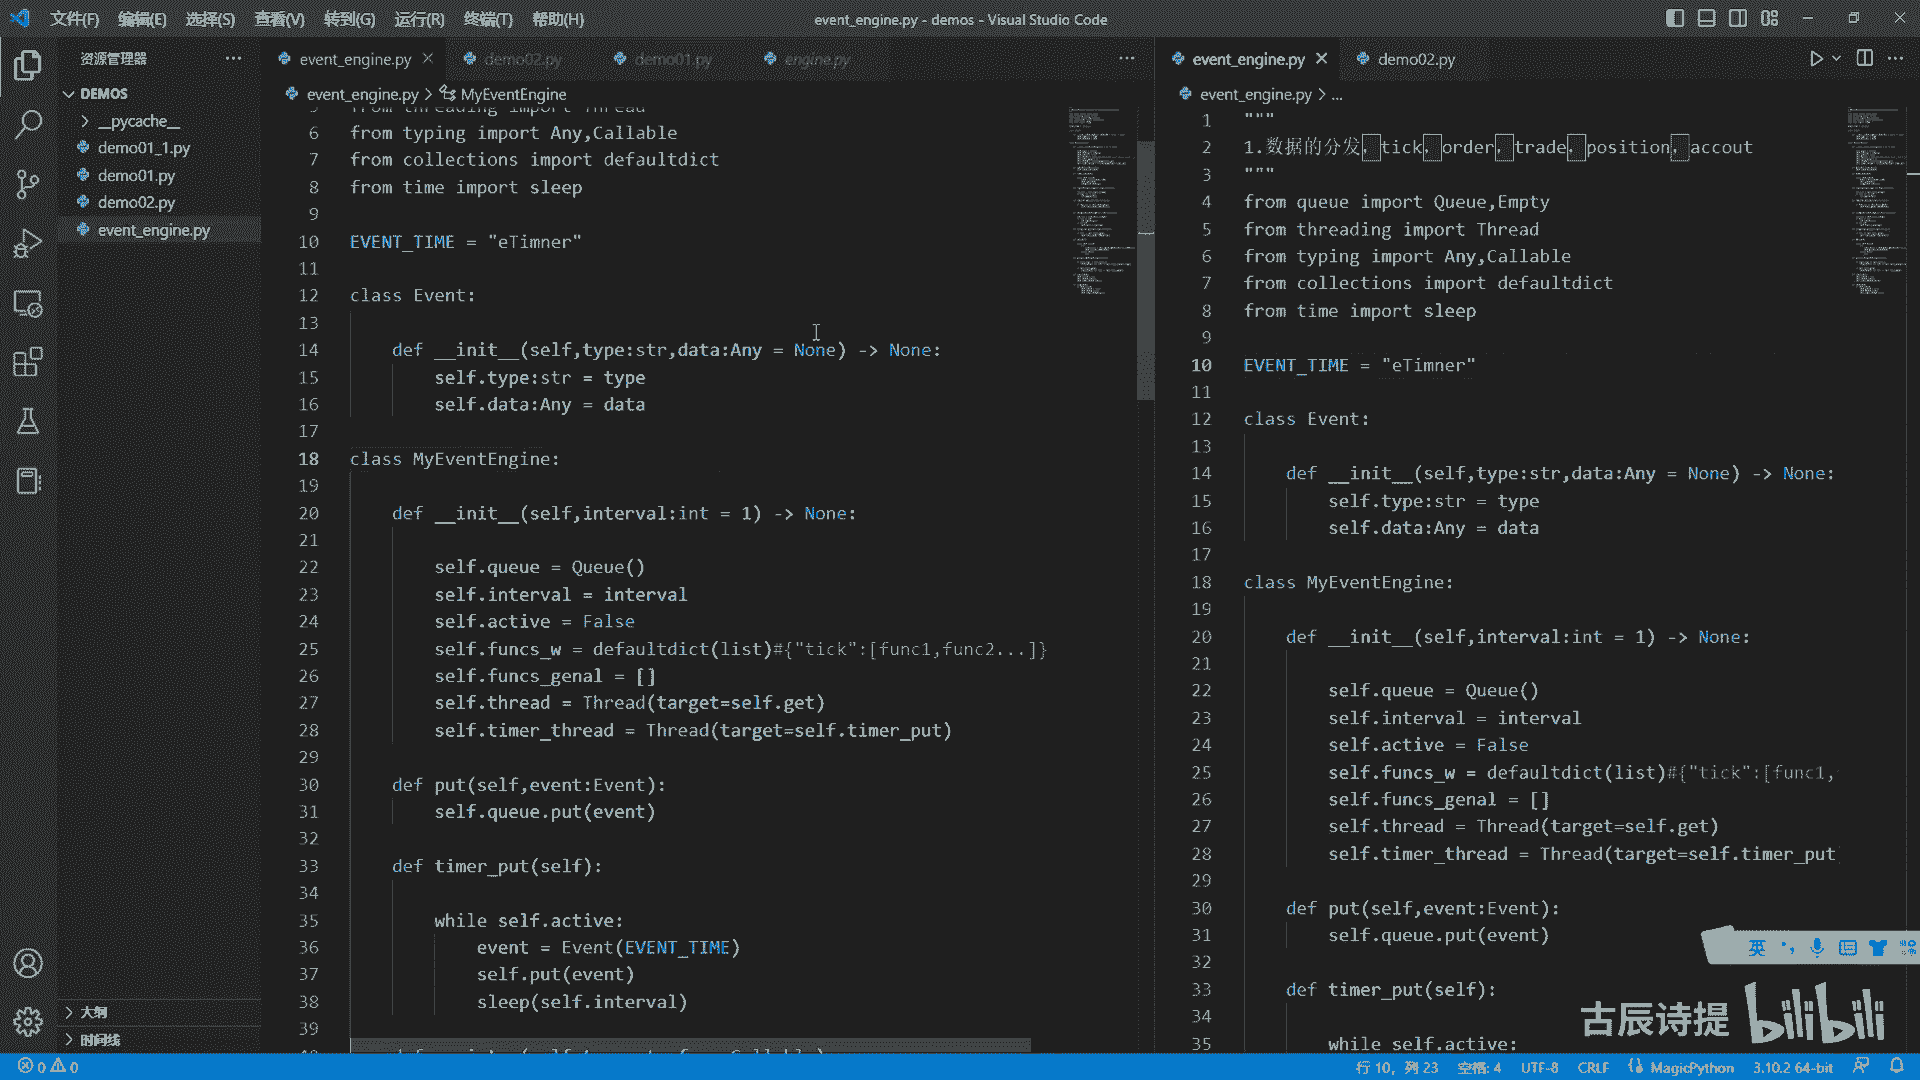 文件(F) 编辑(E) 选择(S) 查看(V) 转到(G) 运行(R) 终端(T) 帮助(H)
event_engine.py - demos - Visual Studio Code
资源管理器
DEMOS
__pycache__
demo01_1.py
demo01.py
demo02.py
event_engine.py
大纲
时间线
event_engine.py demo02.py demo01.py engine.py
event_engine.py > MyEventEngine
from threading import Thread
6 from typing import Any,Callable
7 from collections import defaultdict
8 from time import sleep
9
10 EVENT_TIME = "eTimner"
11
12 class Event:
13
14 def __init__(self,type:str,data:Any = None) -> None:
15 self.type:str = type
16 self.data:Any = data
17
18 class MyEventEngine:
19
20 def __init__(self,interval:int = 1) -> None:
21
22 self.queue = Queue()
23 self.interval = interval
24 self.active = False
25 self.funcs_w = defaultdict(list)#{"tick":[func1,func2...]}
26 self.funcs_genal = []
27 self.thread = Thread(target=self.get)
28 self.timer_thread = Thread(target=self.timer_put)
29
30 def put(self,event:Event):
31 self.queue.put(event)
32
33 def timer_put(self):
34
35 while self.active:
36 event = Event(EVENT_TIME)
37 self.put(event)
38 sleep(self.interval)
39
event_engine.py demo02.py
event_engine.py > ...
1 """
2 1.数据的分发，tick，order，trade，position，accout
3 """
4 from queue import Queue,Empty
5 from threading import Thread
6 from typing import Any,Callable
7 from collections import defaultdict
8 from time import sleep
9
10 EVENT_TIME = "eTimner"
11
12 class Event:
13
14 def __init__(self,type:str,data:Any = None) -> None:
15 self.type:str = type
16 self.data:Any = data
17
18 class MyEventEngine:
19
20 def __init__(self,interval:int = 1) -> None:
21
22 self.queue = Queue()
23 self.interval = interval
24 self.active = False
25 self.funcs_w = defaultdict(list)#{"tick":[func1,
26 self.funcs_genal = []
27 self.thread = Thread(target=self.get)
28 self.timer_thread = Thread(target=self.timer_put
29
30 def put(self,event:Event):
31 self.queue.put(event)
32
33 def timer_put(self):
34
35 while self.active:
英
古辰诗提 bilibili
0 0
行 10，列 23 空格: 4 UTF-8 CRLF MagicPython 3.10.2 64-bit